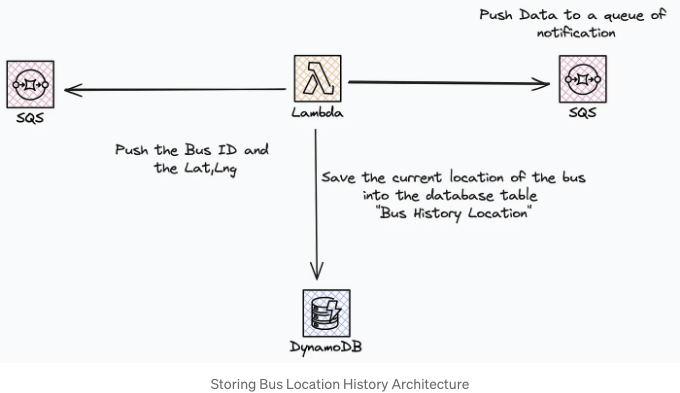 Push Data to a queue of
notification
SQS
Lambda
SQS
Push the Bus ID and
the Lat,Lng
Save the current location of the bus
into the database table
"Bus History Location"
DynamoDB
Storing Bus Location History Architecture